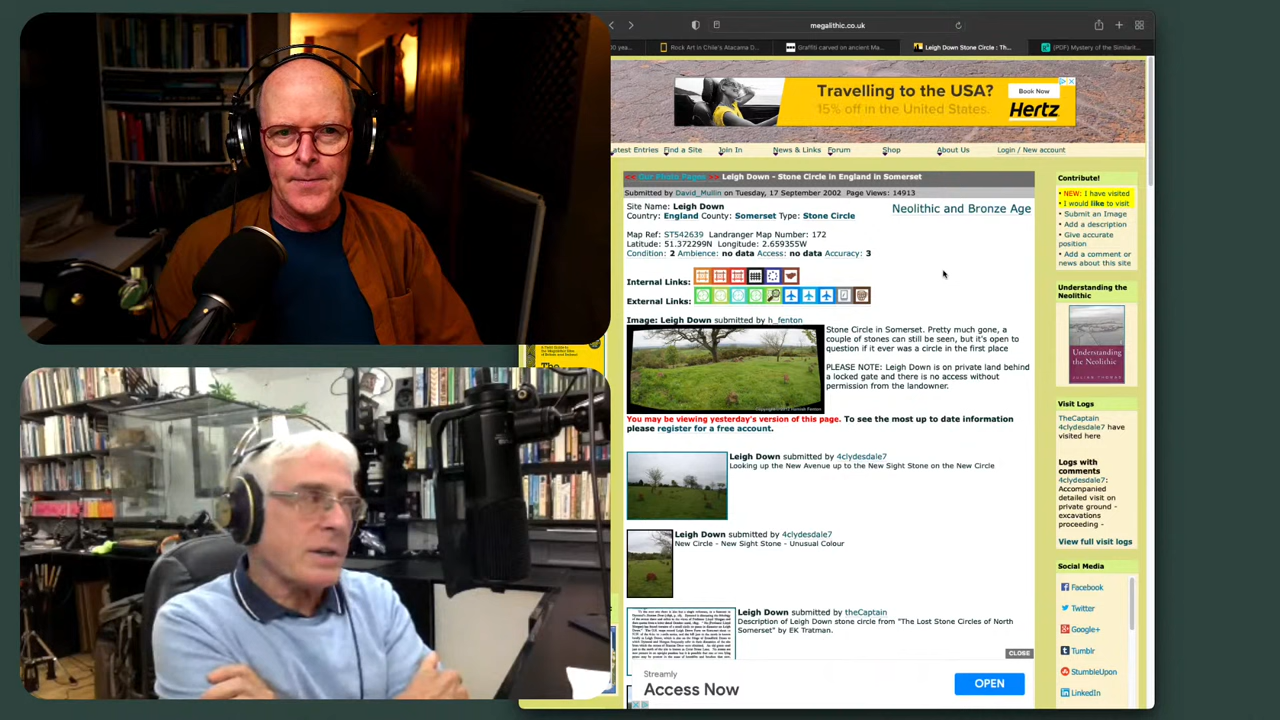 megalithic.co.uk
00 yea...
Rock Art in Chile's Atacama D...
Graffiti carved on ancient Ma...
Leigh Down Stone Circle : Th...
(PDF) Mystery of the Similarit...
Travelling to the USA?
15% off in the United States.
Book Now
Hertz
atest Entries Find a Site Join In News & Links Forum Shop About Us Login / New account
<< Our Photo Pages >> Leigh Down - Stone Circle in England in Somerset
Submitted by David_Mullin on Tuesday, 17 September 2002 Page Views: 14913
Site Name: Leigh Down
Neolithic and Bronze Age
Country: England County: Somerset Type: Stone Circle
Map Ref: ST542639 Landranger Map Number: 172
Latitude: 51.372299N Longitude: 2.659355W
Condition: 2 Ambience: no data Access: no data Accuracy: 3
Internal Links:
External Links:
Image: Leigh Down submitted by h_fenton
Stone Circle in Somerset. Pretty much gone, a
couple of stones can still be seen, but it's open to
question if it ever was a circle in the first place
PLEASE NOTE: Leigh Down is on private land behind
a locked gate and there is no access without
permission from the landowner.
You may be viewing yesterday's version of this page. To see the most up to date information
please register for a free account.
Leigh Down submitted by 4clydesdale7
Looking up the New Avenue up to the New Sight Stone on the New Circle
Leigh Down submitted by 4clydesdale7
New Circle - New Sight Stone - Unusual Colour
Leigh Down submitted by theCaptain
Description of Leigh Down stone circle from "The Lost Stone Circles of North
Somerset" by EK Tratman.
CLOSE
Streamly
Access Now
OPEN
Contribute!
• NEW: I have visited
• I would like to visit
• Submit an Image
• Add a description
• Give accurate
position
• Add a comment or
news about this site
Understanding the
Neolithic
Understanding
the Neolithic
Visit Logs
TheCaptain
4clydesdale7 have
visited here
Logs with
comments
4clydesdale7:
Accompanied
detailed visit on
private ground -
excavations
proceeding -
View full visit logs
Social Media
Facebook
Twitter
Google+
Tumblr
StumbleUpon
LinkedIn